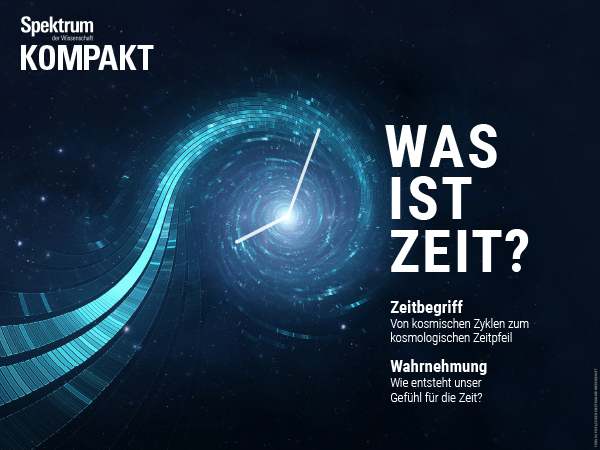 Spektrum
der Wissenschaft
KOMPAKT
WAS
IST
ZEIT?
Zeitbegriff
Von kosmischen Zyklen zum
kosmologischen Zeitpfeil
Wahrnehmung
Wie entsteht unser
Gefühl für die Zeit?